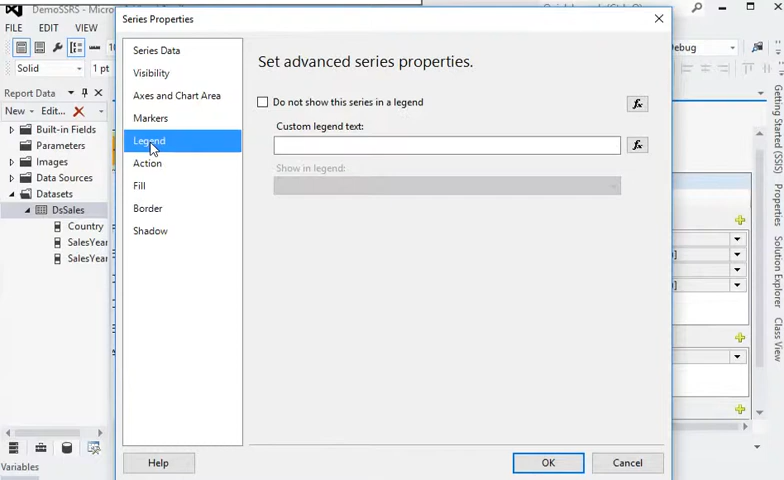 DemoSSRS - Micro
Series Properties
FILE EDIT VIEW
Solid
1 pt
Report Data
New Edit...
Built-in Fields
Parameters
Images
Data Sources
Datasets
DsSales
Country
SalesYear
SalesYear
Variables
Series Data
Visibility
Axes and Chart Area
Markers
Legend
Action
Fill
Border
Shadow
Set advanced series properties.
Do not show this series in a legend
fx
Custom legend text:
fx
Show in legend:
Help
OK
Cancel
Debug
Getting Started (SSIS)
Properties
Solution Explorer
Class View